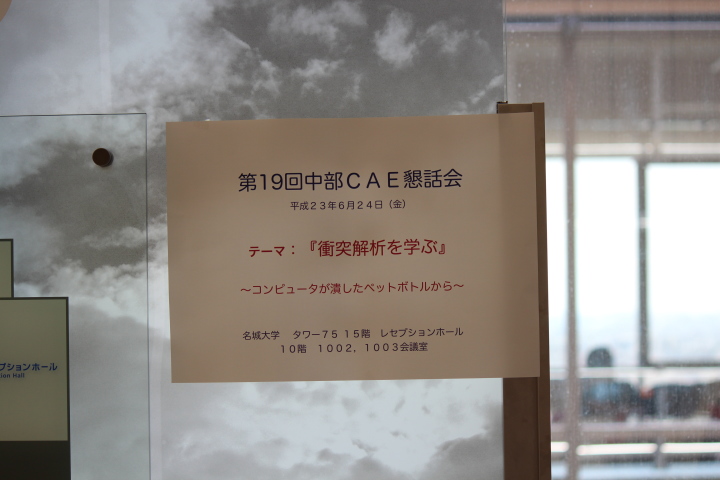 第19回中部ＣＡＥ懇話会
平成２３年６月２４日（金）
テーマ：『衝突解析を学ぶ』
～コンピュータが潰したペットボトルから～
名城大学　タワー７５ １５階　レセプションホール
１０階　１００２，１００３会議室
プションホール
ion Hall